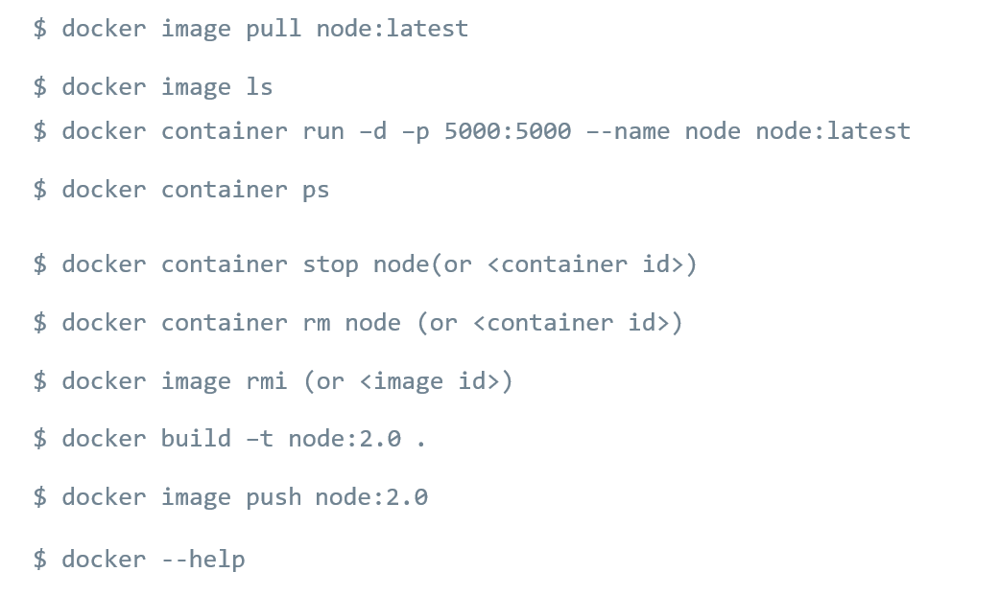 $ docker image pull node:latest
$ docker image ls
$ docker container run –d –p 5000:5000 –-name node node:latest
$ docker container ps
$ docker container stop node(or <container id>)
$ docker container rm node (or <container id>)
$ docker image rmi (or <image id>)
$ docker build –t node:2.0 .
$ docker image push node:2.0
$ docker --help